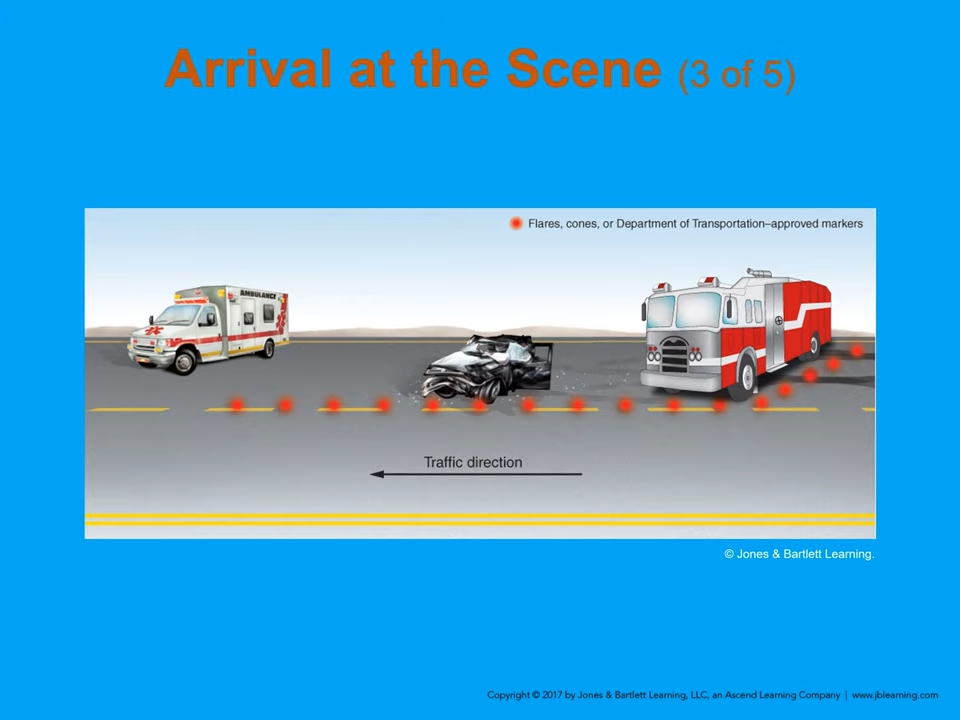 Arrival at the Scene (3 of 5)
Flares, cones, or Department of Transportation–approved markers
AMBULANCE
Traffic direction
© Jones & Bartlett Learning.
Copyright © 2017 by Jones & Bartlett Learning, LLC, an Ascend Learning Company | www.jblearning.com